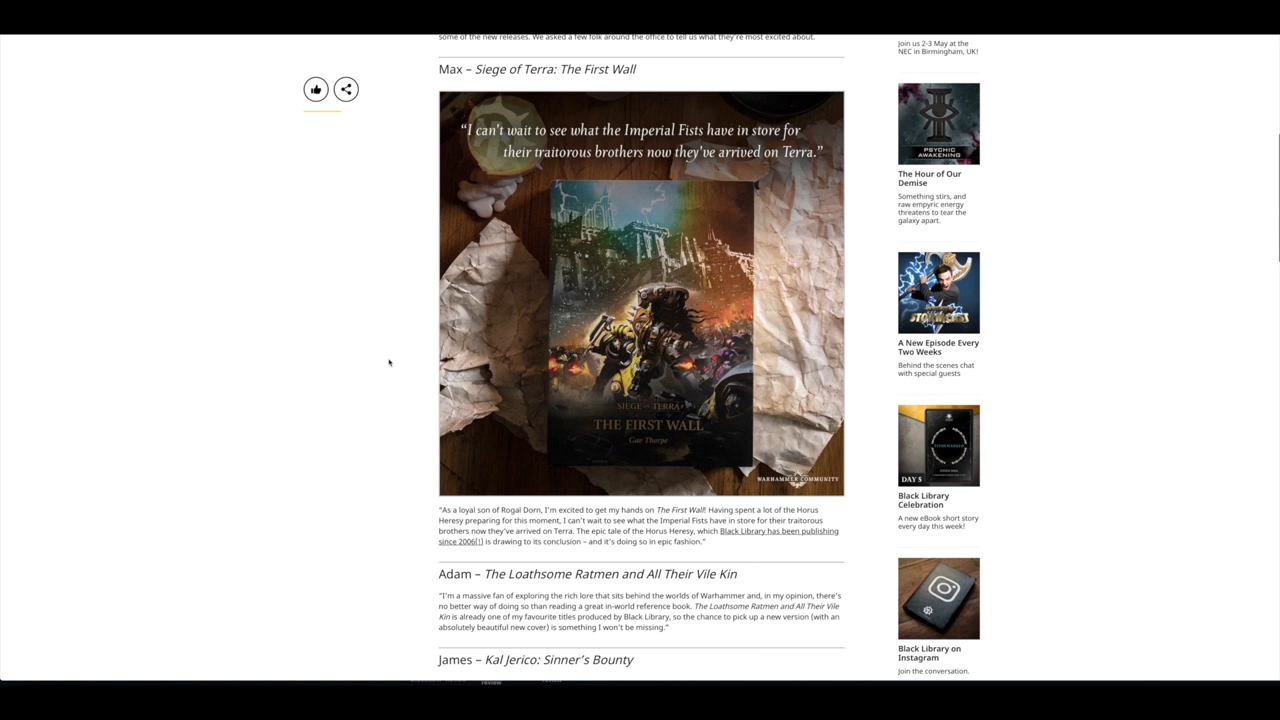 some of the new releases. We asked a few folk around the office to tell us what they're most excited about.
Max – Siege of Terra: The First Wall
“I can't wait to see what the Imperial Fists have in store for
their traitorous brothers now they've arrived on Terra.”
SIEGE OF TERRA
THE FIRST WALL
Gav Thorpe
WARHAMMER COMMUNITY
“As a loyal son of Rogal Dorn, I'm excited to get my hands on The First Wall! Having spent a lot of the Horus
Heresy preparing for this moment, I can't wait to see what the Imperial Fists have in store for their traitorous
brothers now they've arrived on Terra. The epic tale of the Horus Heresy, which Black Library has been publishing
since 2006(!) is drawing to its conclusion – and it's doing so in epic fashion.”
Adam – The Loathsome Ratmen and All Their Vile Kin
“I'm a massive fan of exploring the rich lore that sits behind the worlds of Warhammer and, in my opinion, there's
no better way of doing so than reading a great in-world reference book. The Loathsome Ratmen and All Their Vile
Kin is already one of my favourite titles produced by Black Library, so the chance to pick up a new version (with an
absolutely beautiful new cover) is something I won't be missing.”
James – Kal Jerico: Sinner's Bounty
review
Join us 2-3 May at the
NEC in Birmingham, UK!
PSYCHIC
AWAKENING
The Hour of Our
Demise
Something stirs, and
raw empyric energy
threatens to tear the
galaxy apart.
STORMCAST
A New Episode Every
Two Weeks
Behind the scenes chat
with special guests
DAY 5
Black Library
Celebration
A new eBook short story
every day this week!
Black Library on
Instagram
Join the conversation.